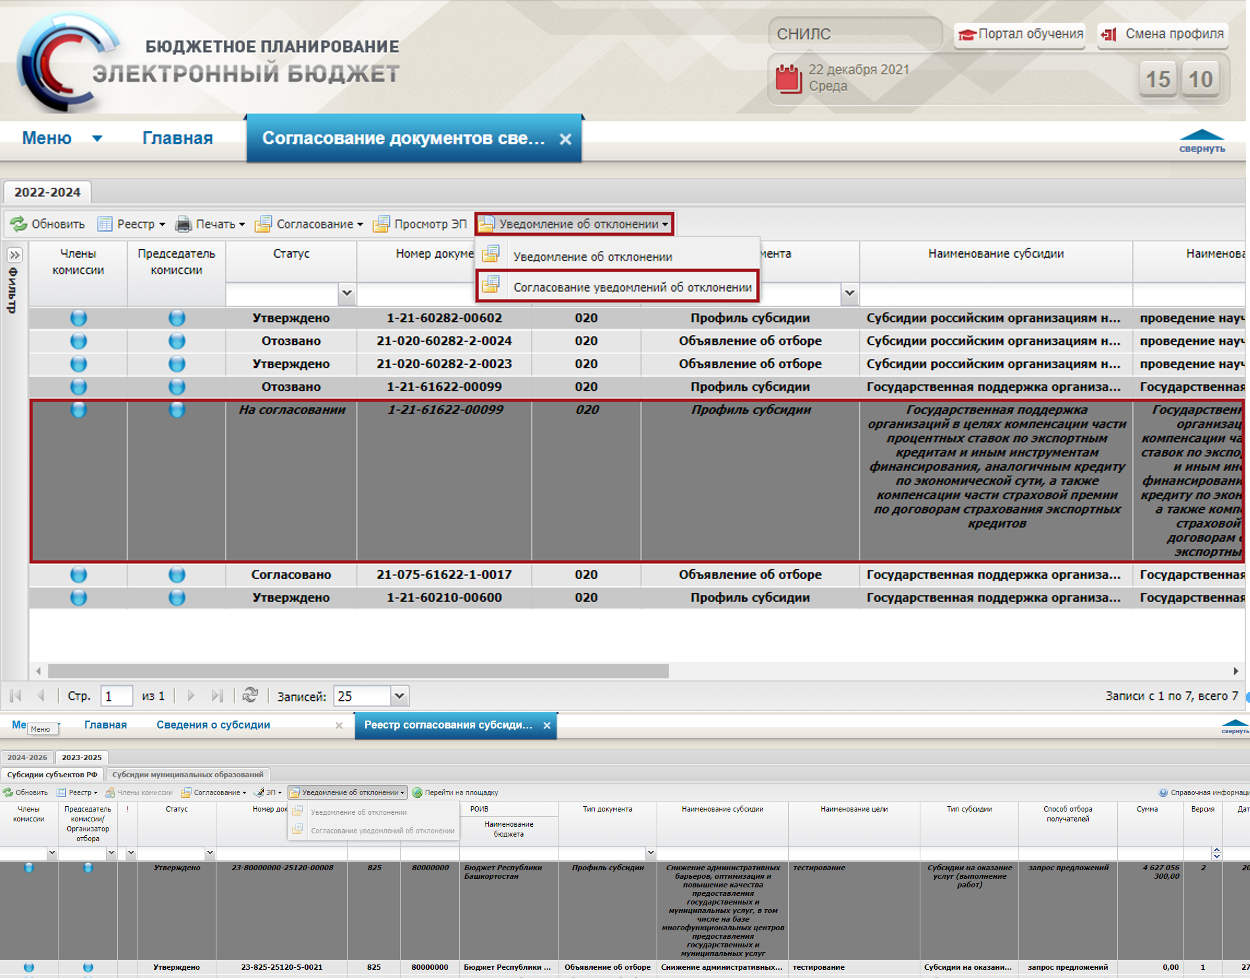 БЮДЖЕТНОЕ ПЛАНИРОВАНИЕ
ЭЛЕКТРОННЫЙ БЮДЖЕТ
СНИЛС
Портал обучения
Смена профиля
22 декабря 2021
Среда
15 10
Меню
Главная
Согласование документов све...
свернуть
2022-2024
Обновить Реестр Печать Согласование Просмотр ЭП Уведомление об отклонении
Уведомление об отклонении
Согласование уведомлений об отклонении
Фильтр
Члены комиссии
Председатель комиссии
Статус
Номер докуме
мента
Наименование субсидии
Наименова
Утверждено 1-21-60282-00602 020 Профиль субсидии Субсидии российским организациям н... проведение науч
Отозвано 21-020-60282-2-0024 020 Объявление об отборе Субсидии российским организациям н... проведение науч
Утверждено 21-020-60282-2-0023 020 Объявление об отборе Субсидии российским организациям н... проведение науч
Отозвано 1-21-61622-00099 020 Профиль субсидии Государственная поддержка организа... Государственная
На согласовании 1-21-61622-00099 020 Профиль субсидии
Государственная поддержка
организаций в целях компенсации части
процентных ставок по экспортным
кредитам и иным инструментам
финансирования, аналогичным кредиту
по экономической сути, а также
компенсации части страховой премии
по договорам страхования экспортных
кредитов
Государственн
организац
компенсации ча
ставок по экспо
и иным ин
финансировани
кредиту по экон
а также комп
страховой
договорам с
экспортны
Согласовано 21-075-61622-1-0017 020 Объявление об отборе Государственная поддержка организа... Государственная
Утверждено 1-21-60210-00600 020 Профиль субсидии Государственная поддержка организа... Государственная
Стр. 1 из 1 Записей: 25
Записи с 1 по 7, всего 7
Ме
Меню
Главная
Сведения о субсидии
Реестр согласования субсиди...
свернуть
2024-2026 2023-2025
Субсидии субъектов РФ Субсидии муниципальных образований
Обновить Реестр Члены комиссии Согласование ЭП Уведомление об отклонении Перейти на площадку
Справочная информаци
Уведомление об отклонении
Согласование уведомлений об отклонении
Члены комиссии
Председатель комиссии/ Организатор отбора
!
Статус
Номер док
РОИВ
Наименование бюджета
Тип документа
Наименование субсидии
Наименование цели
Тип субсидии
Способ отбора получателей
Сумма
Версия
Дат
Утверждено 23-80000000-25120-00008 825 80000000
Бюджет Республики
Башкортостан
Профиль субсидии
Снижение административных
барьеров, оптимизация и
повышение качества
предоставления
государственных и
муниципальных услуг, в том
числе на базе
многофункциональных центров
предоставления
государственных и
муниципальных услуг
тестирование
Субсидии на оказание
услуг (выполнение
работ)
запрос предложений
4 627 056
300,00
2
20
Утверждено 23-825-25120-5-0021 825 80000000 Бюджет Республики ... Объявление об отборе Снижение административных... тестирование Субсидии на оказани... запрос предложений 0,00 1 27